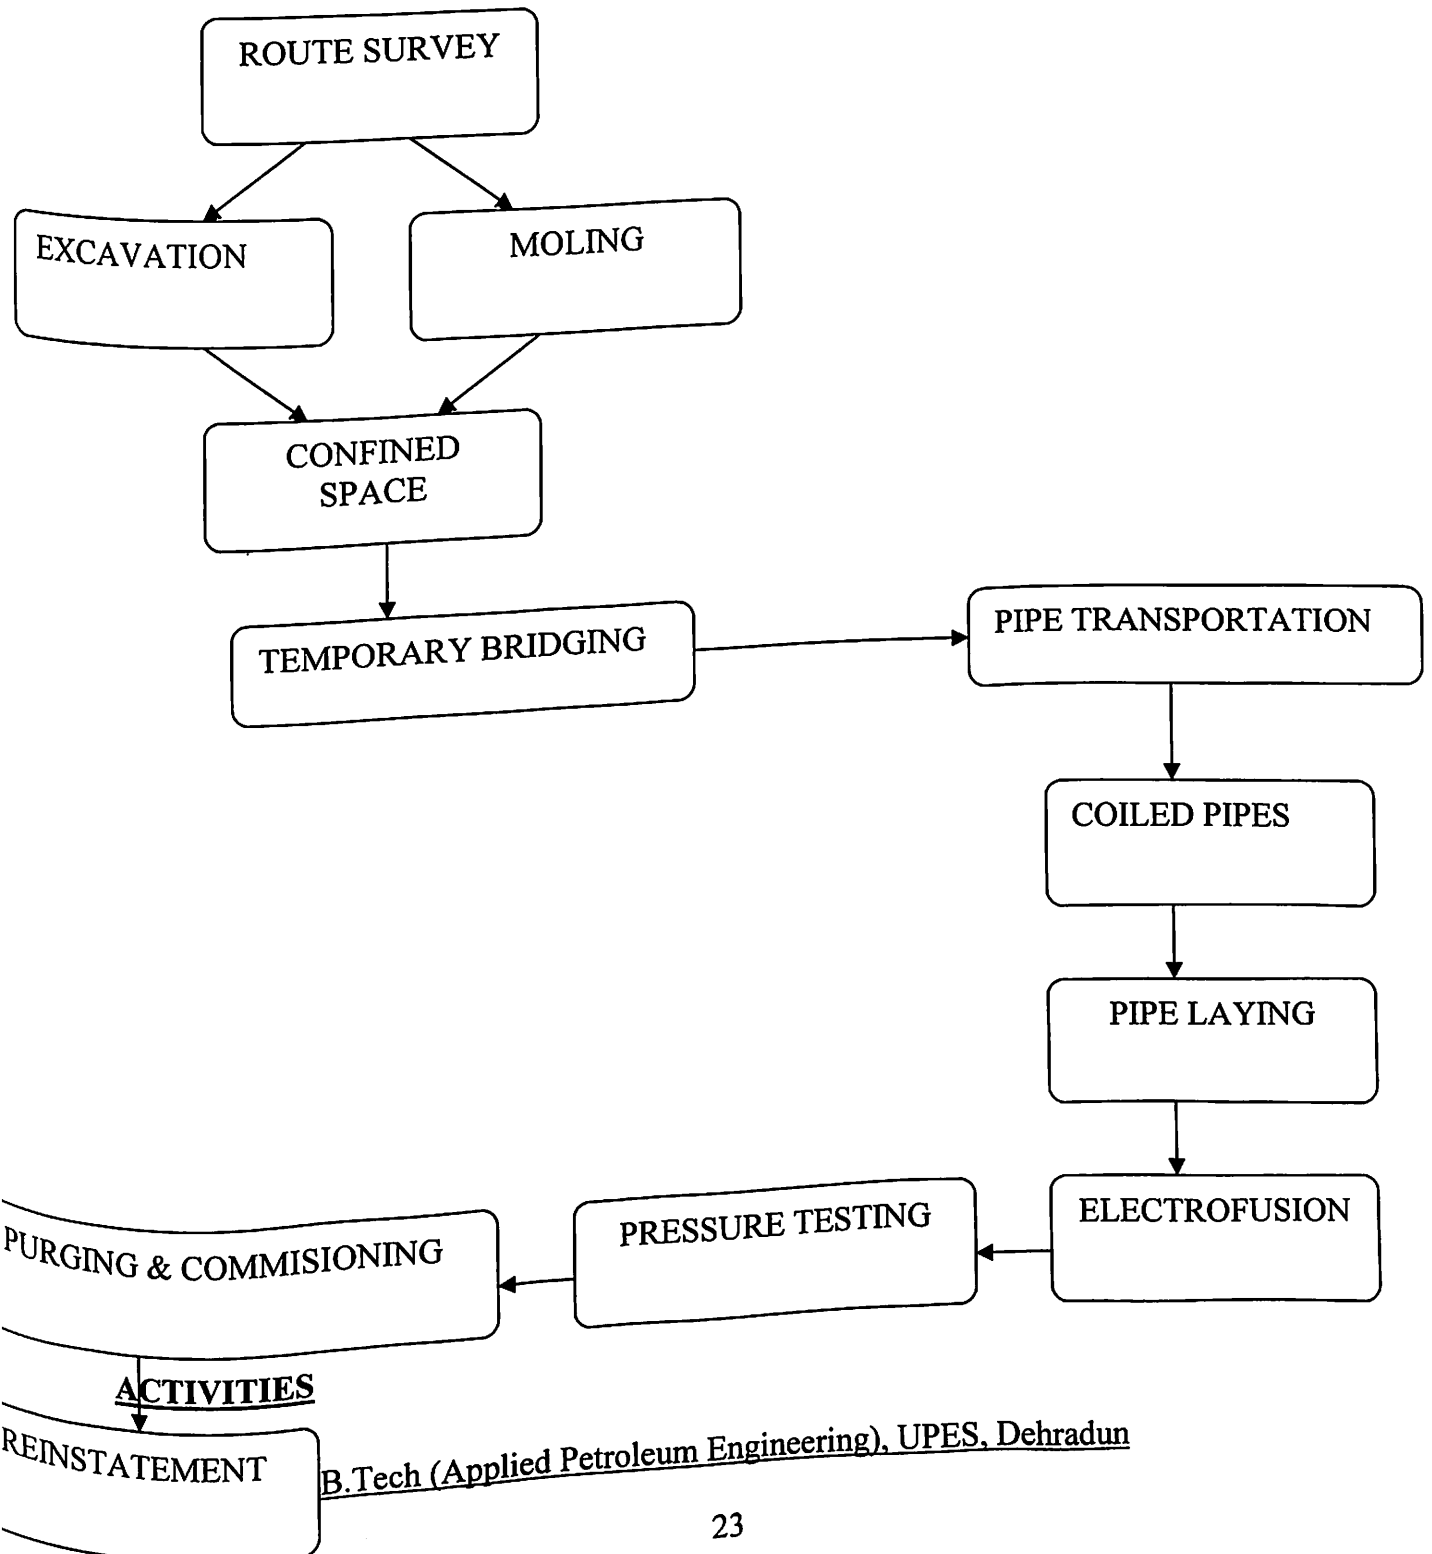 ROUTE SURVEY
EXCAVATION
MOLING
CONFINED
SPACE
TEMPORARY BRIDGING
PIPE TRANSPORTATION
COILED PIPES
PIPE LAYING
ELECTROFUSION
PRESSURE TESTING
PURGING & COMMISIONING
ACTIVITIES
REINSTATEMENT
B.Tech (Applied Petroleum Engineering), UPES, Dehradun
23